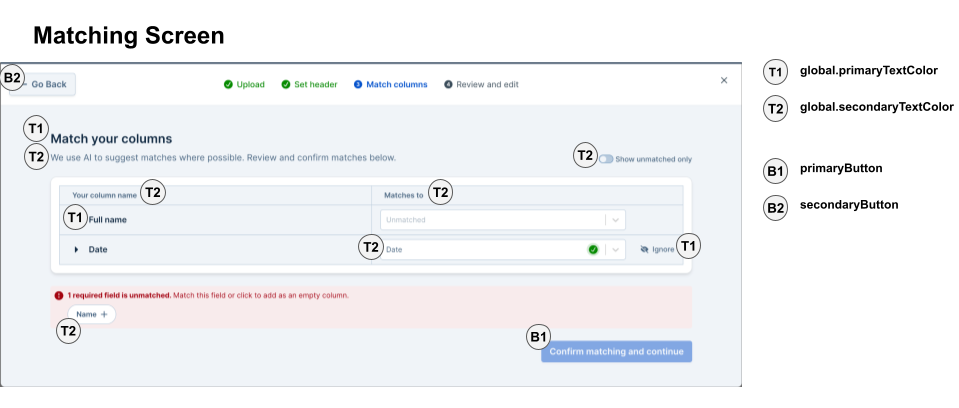 Matching Screen
B2 Go Back
Upload Set header 3 Match columns 4 Review and edit
T1 global.primaryTextColor
T2 global.secondaryTextColor
B1 primaryButton
B2 secondaryButton
T1
Match your columns
T2 We use AI to suggest matches where possible. Review and confirm matches below.
T2 Show unmatched only
Your column name T2 Matches to T2
T1 Full name Unmatched
Date T2 Date Ignore T1
1 required field is unmatched. Match this field or click to add as an empty column.
Name +
T2
B1
Confirm matching and continue